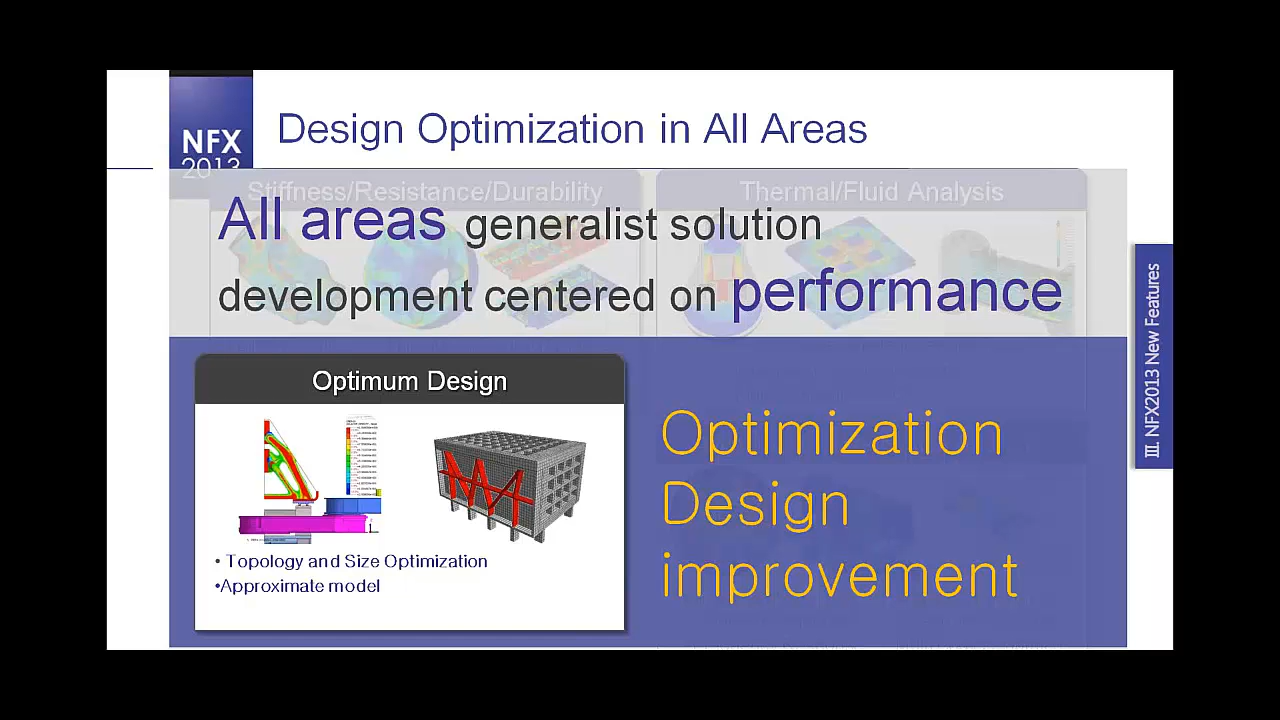 NFX
2013
Design Optimization in All Areas
Stiffness/Resistance/Durability
Thermal/Fluid Analysis
All areas generalist solution
development centered on performance
III. NFX2013 New Features
Optimum Design
Optimization
Design
improvement
• Topology and Size Optimization
•Approximate model